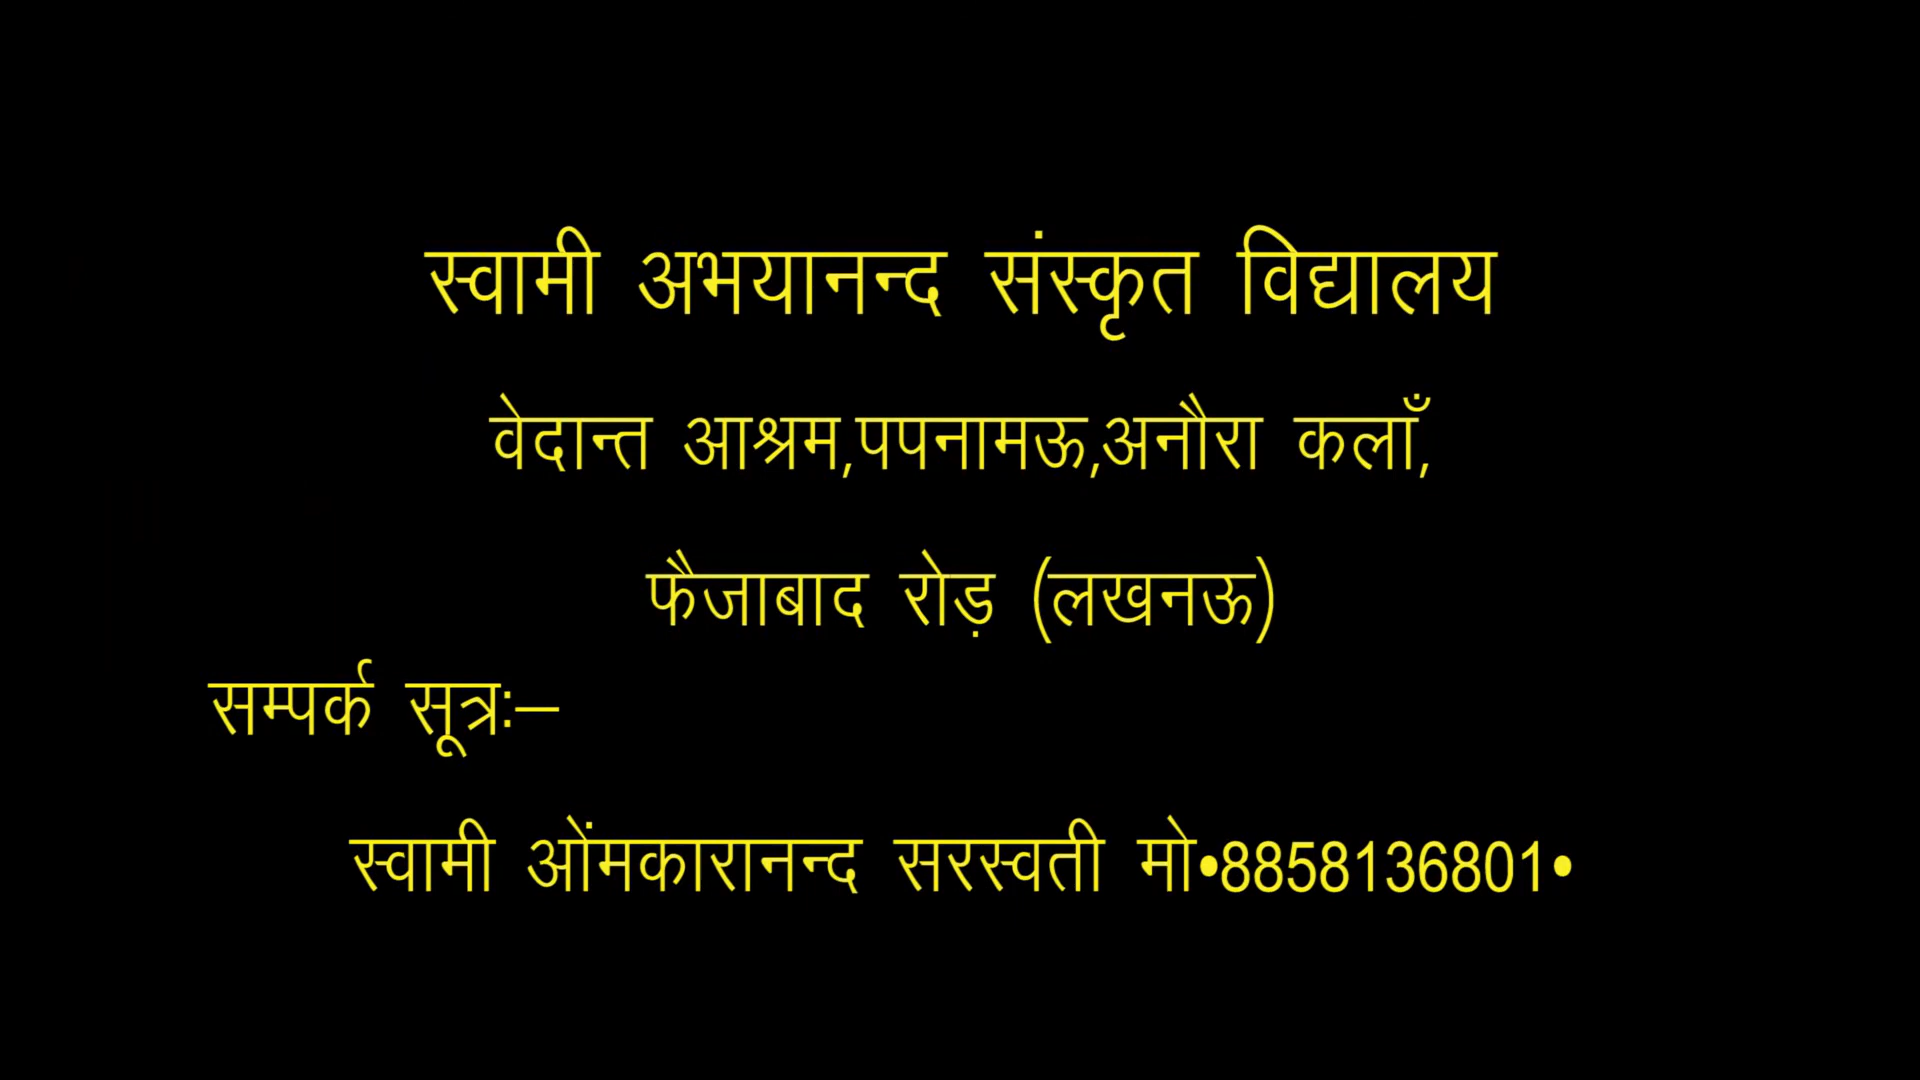 स्वामी अभयानन्द संस्कृत विद्यालय
वेदान्त आश्रम,पपनामऊ,अनौरा कलाँ,
फैजाबाद रोड़ (लखनऊ)
सम्पर्क सूत्रः–
स्वामी ओंमकारानन्द सरस्वती मो•8858136801•